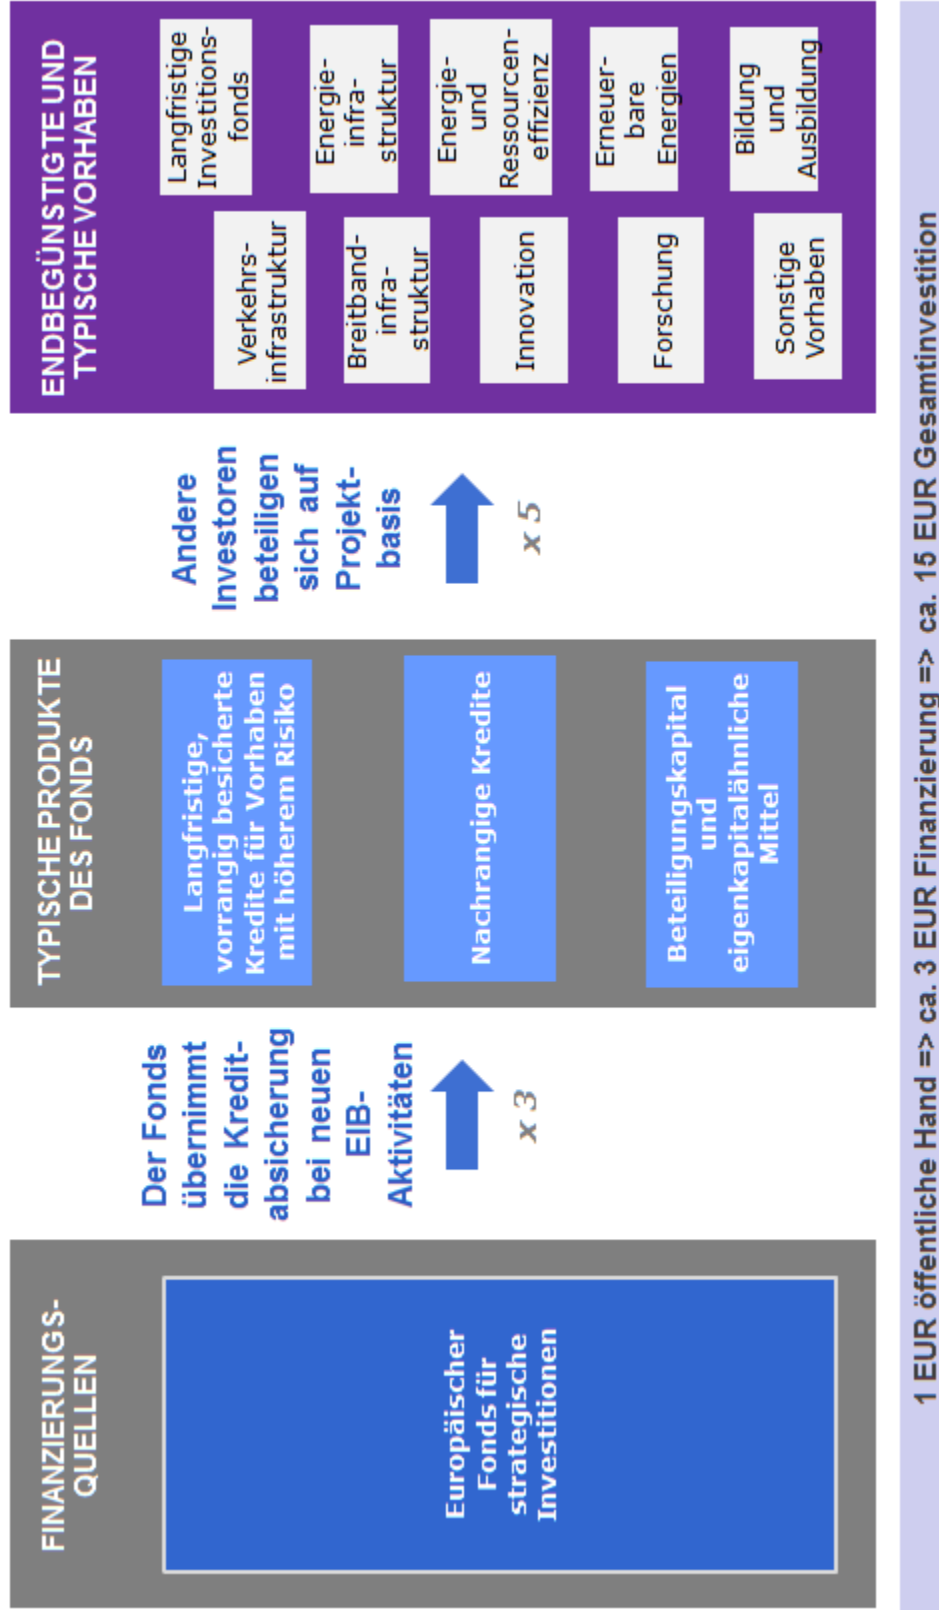 FINANZIERUNGS-
QUELLEN
Europäischer
Fonds für
strategische
Investitionen
Der Fonds
übernimmt
die Kredit-
absicherung
bei neuen
EIB-
Aktivitäten
x 3
TYPISCHE PRODUKTE
DES FONDS
Langfristige,
vorrangig besicherte
Kredite für Vorhaben
mit höherem Risiko
Nachrangige Kredite
Beteiligungskapital
und
eigenkapitalähnliche
Mittel
Andere
Investoren
beteiligen
sich auf
Projekt-
basis
x 5
ENDBEGÜNSTIGTE UND
TYPISCHE VORHABEN
Verkehrs-
infrastruktur
Langfristige
Investitions-
fonds
Breitband-
infra-
struktur
Energie-
infra-
struktur
Innovation
Energie-
und
Ressourcen-
effizienz
Forschung
Erneuer-
bare
Energien
Sonstige
Vorhaben
Bildung
und
Ausbildung
1 EUR öffentliche Hand => ca. 3 EUR Finanzierung => ca. 15 EUR Gesamtinvestition